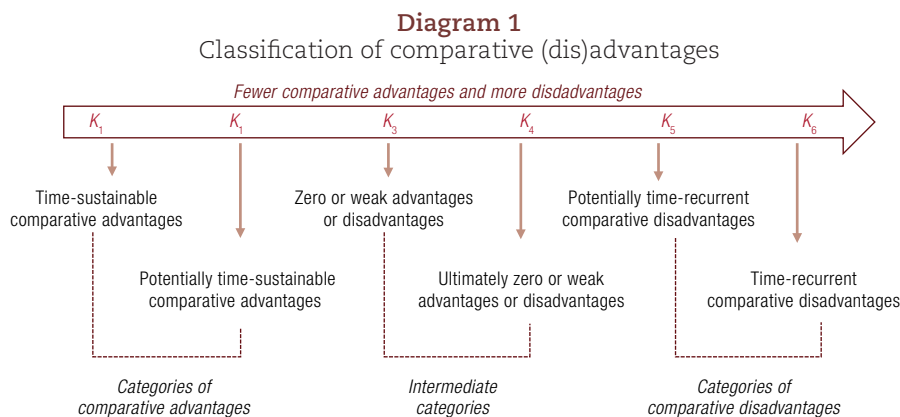 Diagram 1
Classification of comparative (dis)advantages
Fewer comparative advantages and more disdadvantages
K1 K1 K3 K4 K5 K6
Time-sustainable
comparative advantages
Zero or weak advantages
or disadvantages
Potentially time-recurrent
comparative disadvantages
Potentially time-sustainable
comparative advantages
Ultimately zero or weak
advantages or disadvantages
Time-recurrent
comparative disadvantages
Categories of
comparative advantages
Intermediate
categories
Categories of
comparative disadvantages